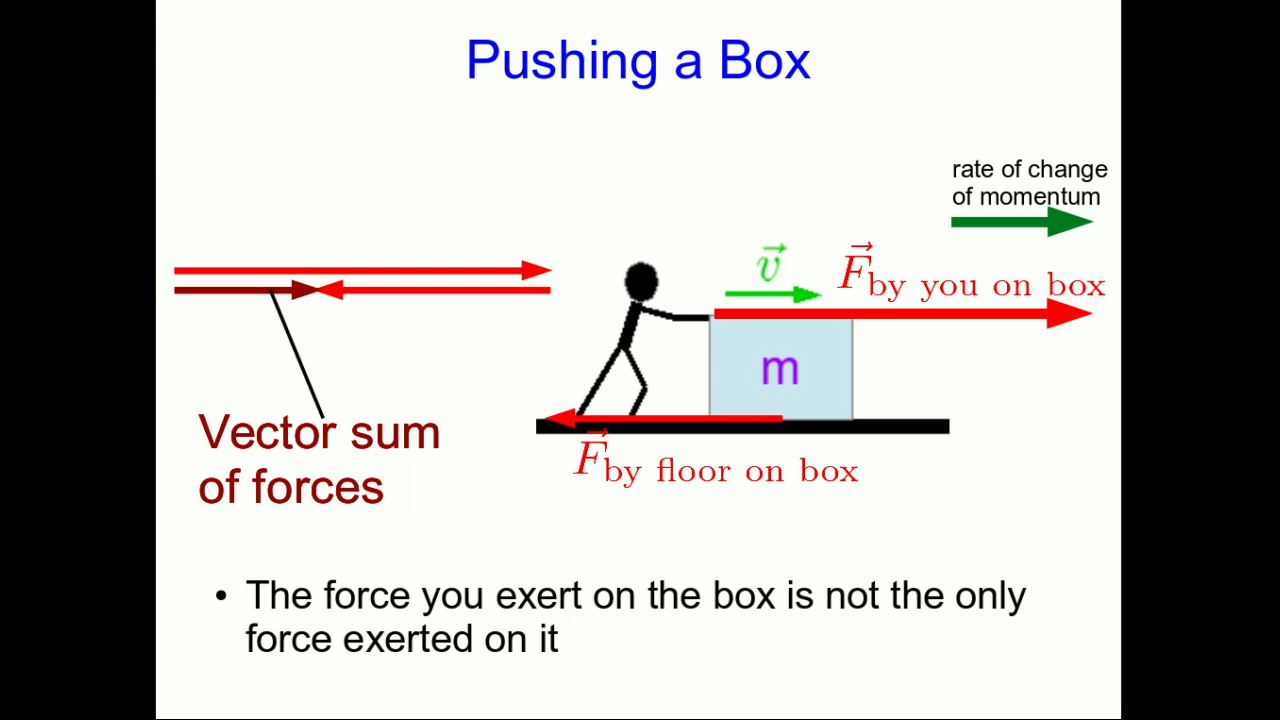 Pushing a Box
rate of change
of momentum
v⃗
F⃗by you on box
m
Vector sum
of forces
F⃗by floor on box
• The force you exert on the box is not the only
force exerted on it